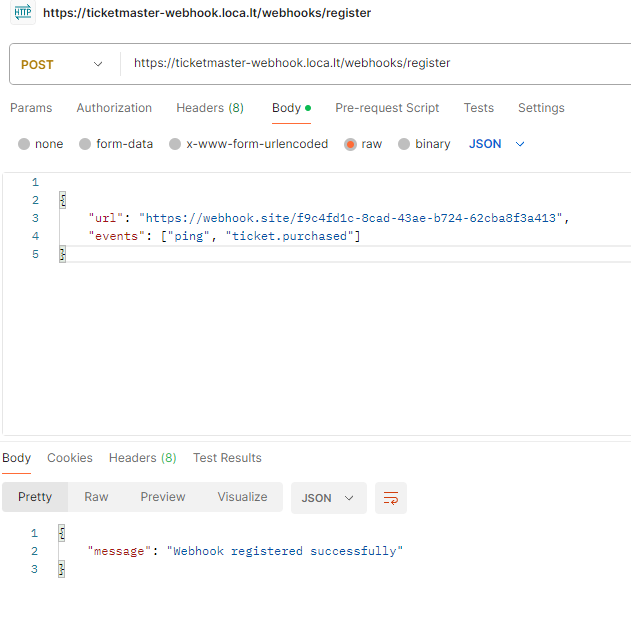 HTTP https://ticketmaster-webhook.loca.lt/webhooks/register
POST https://ticketmaster-webhook.loca.lt/webhooks/register
Params Authorization Headers (8) Body Pre-request Script Tests Settings
none form-data x-www-form-urlencoded raw binary JSON
1
2 {
3 "url": "https://webhook.site/f9c4fd1c-8cad-43ae-b724-62cba8f3a413",
4 "events": ["ping", "ticket.purchased"]
5 }
Body Cookies Headers (8) Test Results
Pretty Raw Preview Visualize JSON
1 {
2 "message": "Webhook registered successfully"
3 }